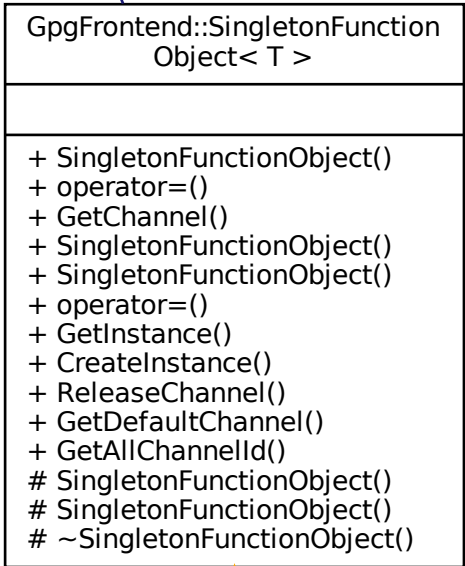 GpgFrontend::SingletonFunction
Object< T >
+ SingletonFunctionObject()
+ operator=()
+ GetChannel()
+ SingletonFunctionObject()
+ SingletonFunctionObject()
+ operator=()
+ GetInstance()
+ CreateInstance()
+ ReleaseChannel()
+ GetDefaultChannel()
+ GetAllChannelId()
# SingletonFunctionObject()
# SingletonFunctionObject()
# ~SingletonFunctionObject()